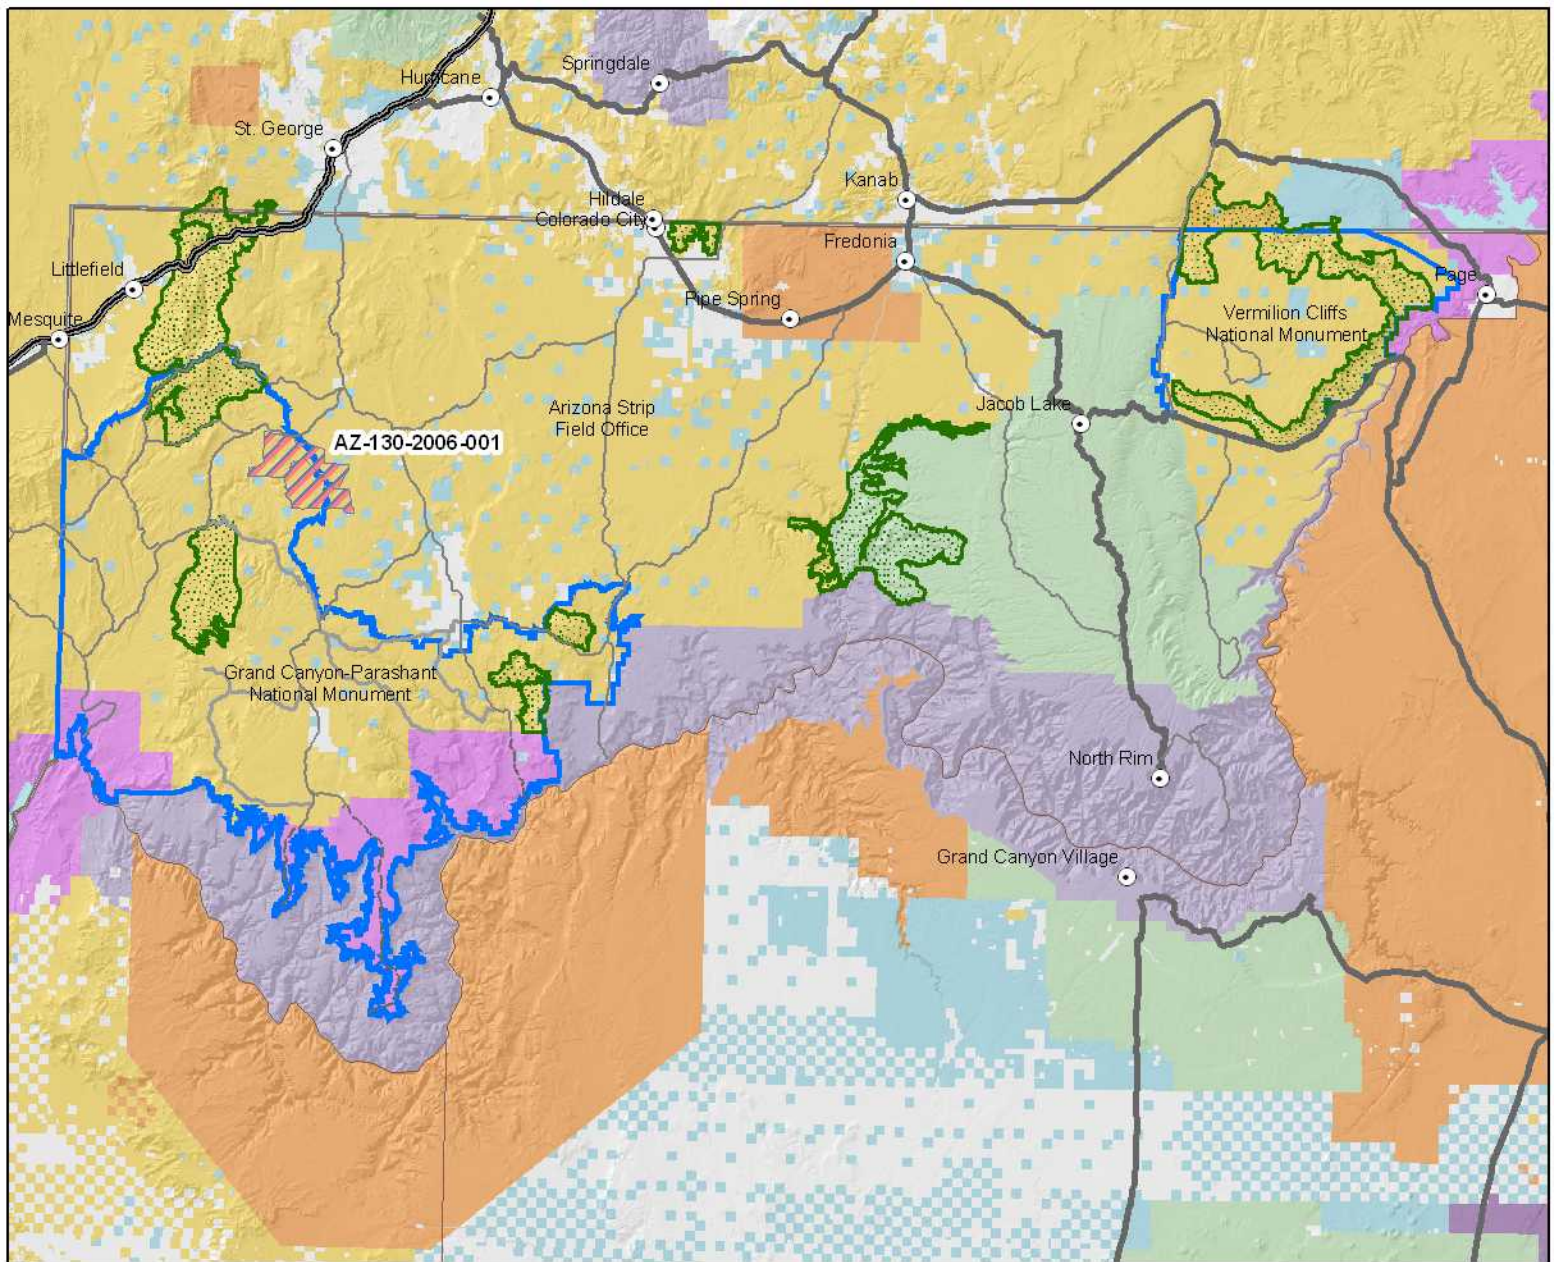 Springdale
Hurricane
St. George
Kanab
Hildale
Colorado City
Fredonia
Littlefield
Page
Pipe Spring
Mesquite
Vermilion Cliffs
National Monument
Jacob Lake
Arizona Strip
Field Office
AZ-130-2006-001
Grand Canyon-Parashant
National Monument
North Rim
Grand Canyon Village